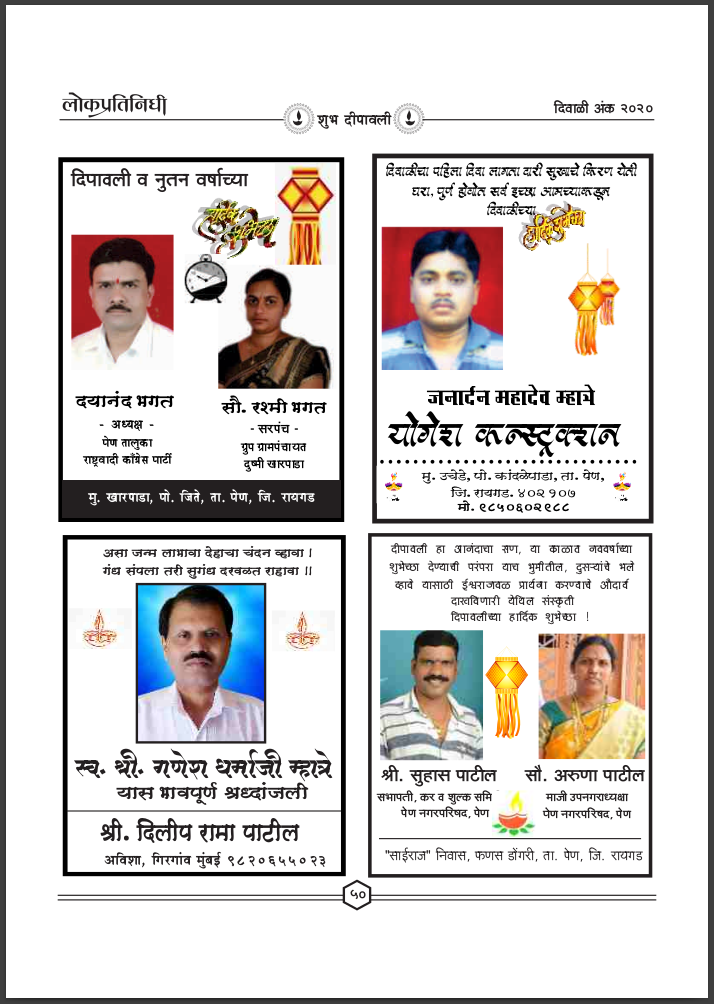 लोकप्रतिनिधी
शुभ दीपावली
दिवाळी अंक २०२०
दिपावली व नुतन वर्षाच्या
हार्दिक शुभेच्छा
दयानंद भगत
- अध्यक्ष -
पेण तालुका
राष्ट्रवादी काँग्रेस पार्टी
सौ. रश्मी भगत
- सरपंच -
ग्रुप ग्रामपंचायत
दुष्मी खारपाडा
मु. खारपाडा, पो. जिते, ता. पेण, जि. रायगड
दिवाळीचा पहिला दिवा लागता दारी सुखाचे किरण येती
घरा, पुर्ण होवोत सर्व इच्छा आमच्याकडून
दिवाळीच्या
हार्दिक शुभेच्छा
जनार्दन महादेव म्हात्रे
योगेश कन्स्ट्रक्शन
मु. उचेडे, पो. कांदळेपाडा, ता. पेण,
जि. रायगड. ४०२१०७
मो. ९८५०६०२९८८
असा जन्म लाभावा देहाचा चंदन व्हावा !
गंध संपला तरी सुगंध दरवळत राहावा !!
स्व. श्री. गणेश धर्माजी म्हात्रे
यास भावपूर्ण श्रध्दांजली
श्री. दिलीप रामा पाटील
अविशा, गिरगांव मुंबई ९८२०६५५०२३
दीपावली हा आनंदाचा सण, या काळात नववर्षाच्या
शुभेच्छा देण्याची परंपरा याच भुमीतील, दुसऱ्यांचे भले
व्हावे यासाठी ईश्वराजवळ प्रार्थना करण्याचे औदार्य
दाखविणारी येथिल संस्कृती
दिपावलीच्या हार्दिक शुभेच्छा !
श्री. सुहास पाटील
सभापती, कर व शुल्क समि
पेण नगरपरिषद, पेण
सौ. अरुणा पाटील
माजी उपनगराध्यक्षा
पेण नगरपरिषद, पेण
"साईराज" निवास, फणस डोंगरी, ता. पेण, जि. रायगड
५०